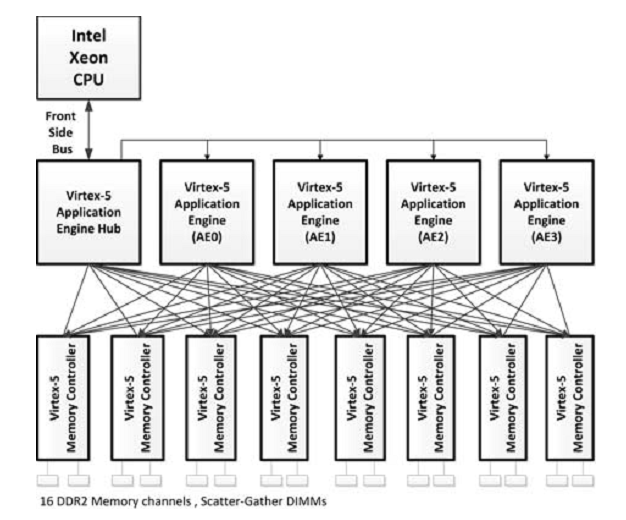 Intel
Xeon
CPU
Front
Side
Bus
Virtex-5
Application
Engine Hub
Virtex-5
Application
Engine
(AE0)
Virtex-5
Application
Engine
(AE1)
Virtex-5
Application
Engine
(AE2)
Virtex-5
Application
Engine
(AE3)
Virtex-5
Memory Controller
Virtex-5
Memory Controller
Virtex-5
Memory Controller
Virtex-5
Memory Controller
Virtex-5
Memory Controller
Virtex-5
Memory Controller
Virtex-5
Memory Controller
Virtex-5
Memory Controller
16 DDR2 Memory channels , Scatter-Gather DIMMs